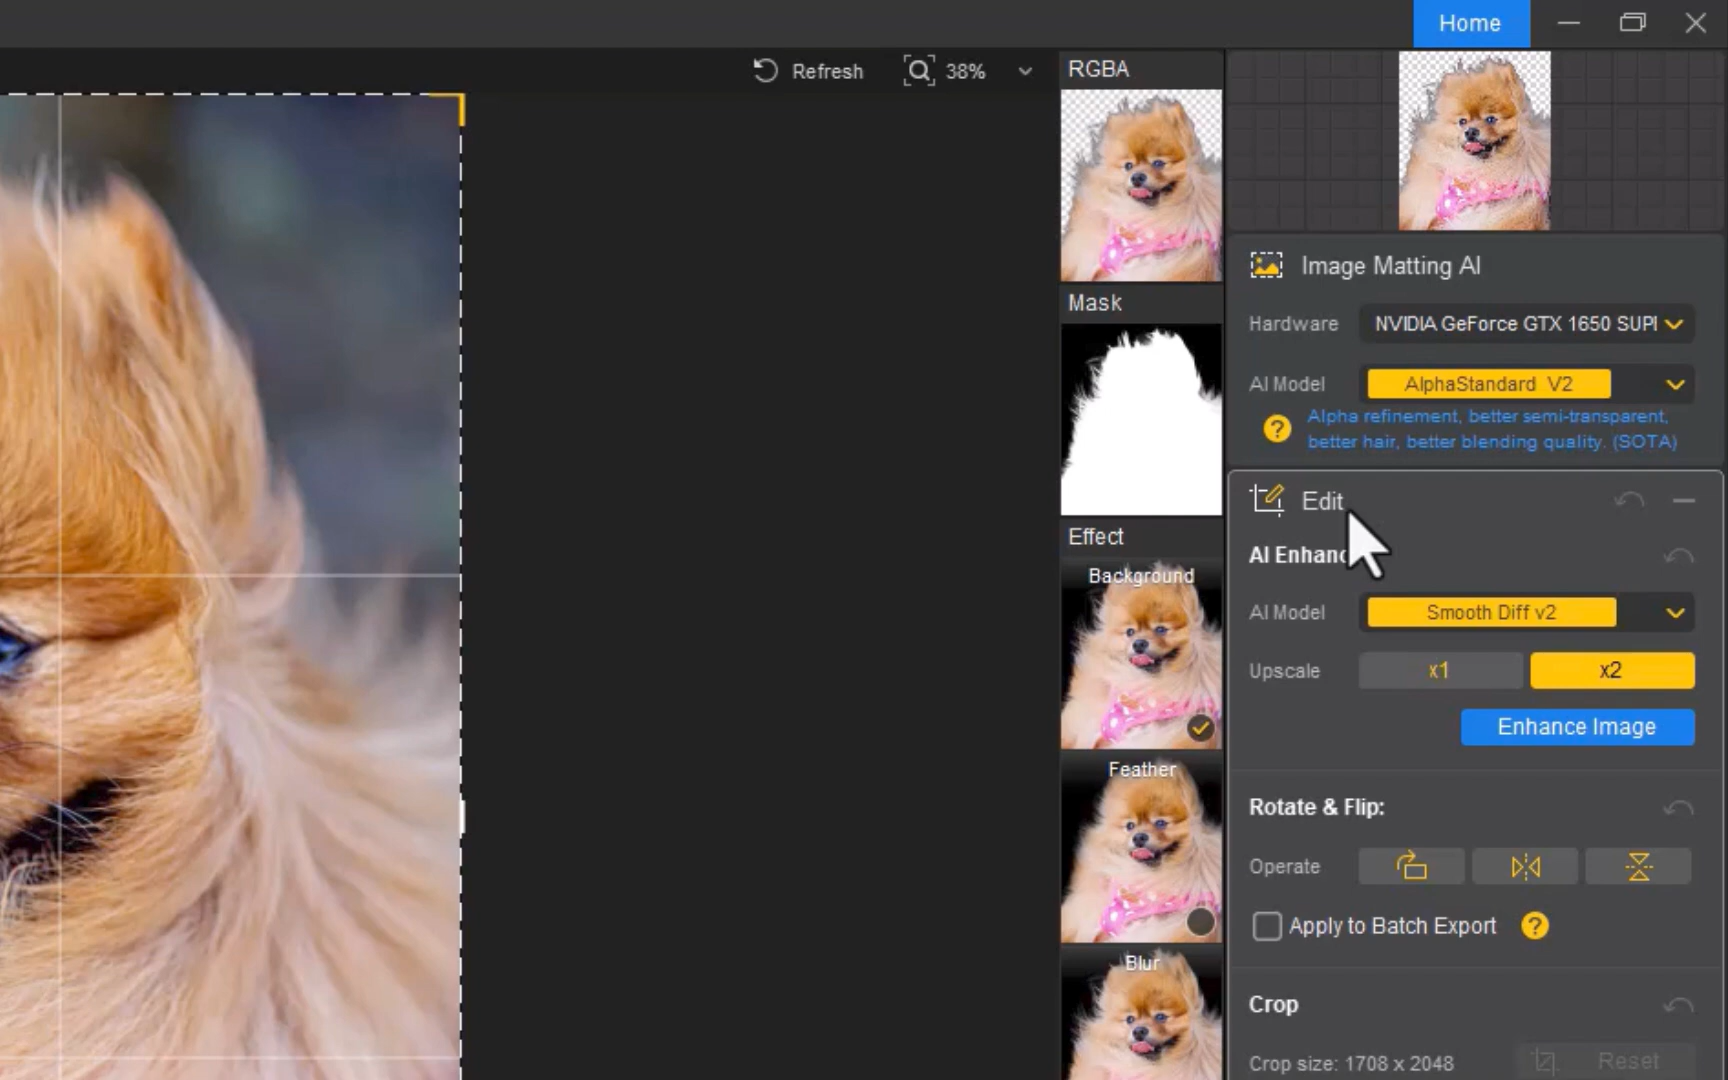 Home
Refresh
38%
RGBA
Mask
Effect
Background
Feather
Blur
Image Matting AI
Hardware
NVIDIA GeForce GTX 1650 SUPI
AI Model
AlphaStandard V2
?
Alpha refinement, better semi-transparent,
better hair, better blending quality. (SOTA)
Edit
AI Enhanc
AI Model
Smooth Diff v2
Upscale
x1
x2
Enhance Image
Rotate & Flip:
Operate
Apply to Batch Export
?
Crop
Crop size: 1708 x 2048
Reset